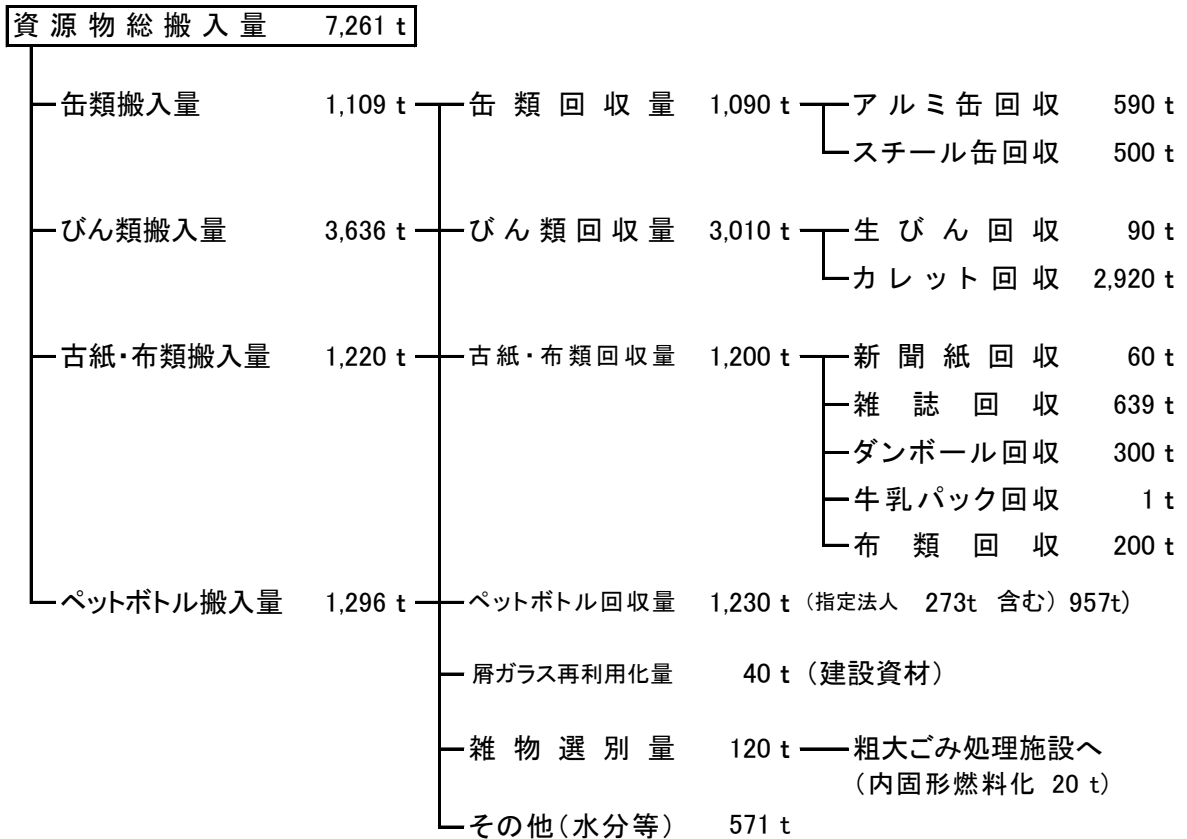 資源物総搬入量 7,261 t
缶類搬入量 1,109 t 缶類回収量 1,090 t アルミ缶回収 590 t
スチール缶回収 500 t
びん類搬入量 3,636 t びん類回収量 3,010 t 生びん回収 90 t
カレット回収 2,920 t
古紙・布類搬入量 1,220 t 古紙・布類回収量 1,200 t 新聞紙回収 60 t
雑誌回収 639 t
ダンボール回収 300 t
牛乳パック回収 1 t
布類回収 200 t
ペットボトル搬入量 1,296 t ペットボトル回収量 1,230 t (指定法人 273t 含む) 957t)
屑ガラス再利用化量 40 t (建設資材)
雑物選別量 120 t 粗大ごみ処理施設へ
(内固形燃料化 20 t)
その他(水分等) 571 t